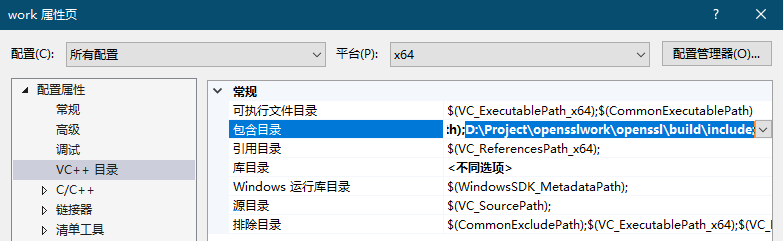 work 属性页
配置(C): 所有配置 平台(P): x64 配置管理器(O)...
配置属性
常规
高级
调试
VC++ 目录
C/C++
链接器
清单工具
常规
可执行文件目录 $(VC_ExecutablePath_x64);$(CommonExecutablePath)
包含目录 th);D:\Project\opensslwork\openssl\build\include;
引用目录 $(VC_ReferencesPath_x64);
库目录 <不同选项>
Windows 运行库目录 $(WindowsSDK_MetadataPath);
源目录 $(VC_SourcePath);
排除目录 $(CommonExcludePath);$(VC_ExecutablePath_x64);$(VC_I